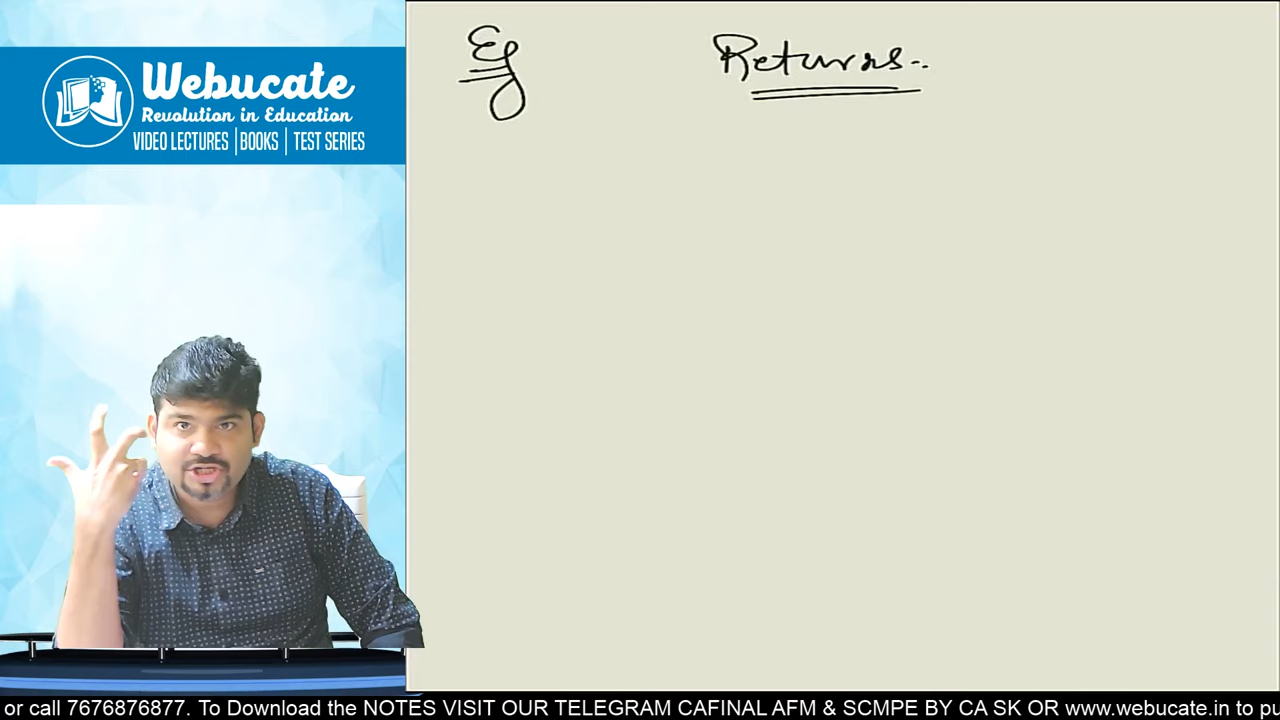 Webucate
Revolution in Education
VIDEO LECTURES | BOOKS | TEST SERIES
Eg
Returns..
or call 7676876877. To Download the NOTES VISIT OUR TELEGRAM CAFINAL AFM & SCMPE BY CA SK OR www.webucate.in to pu